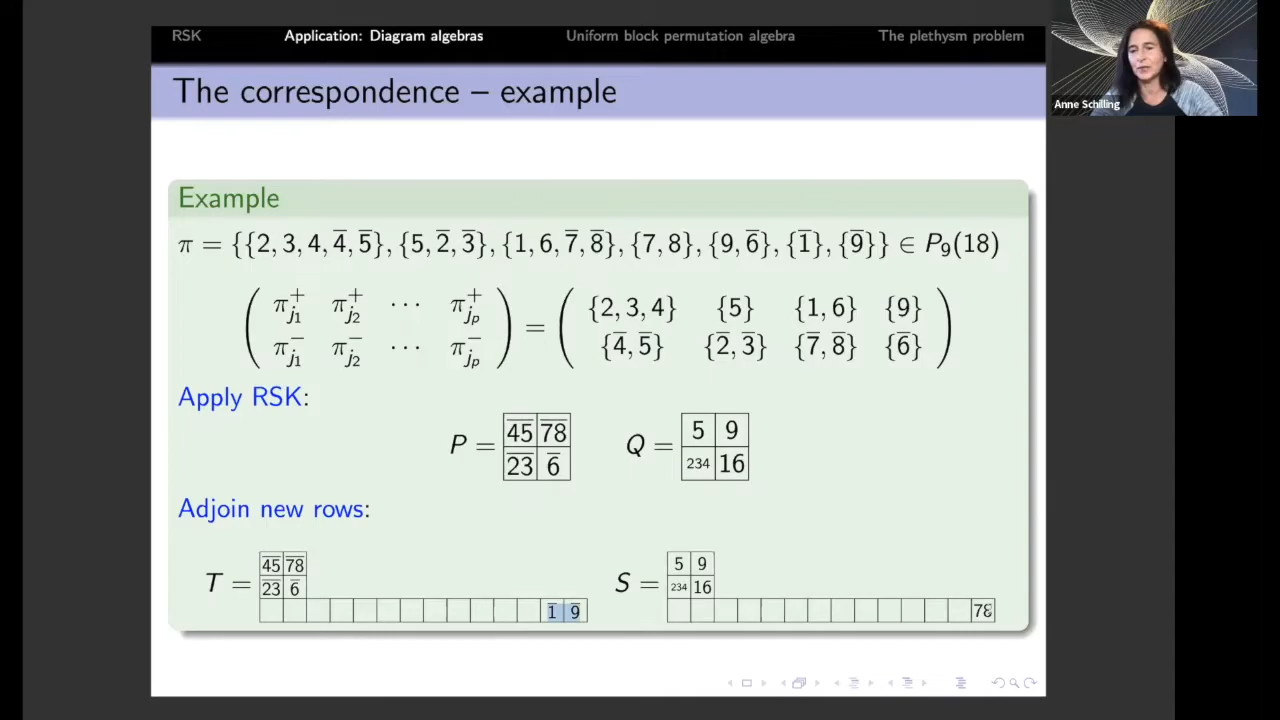 RSK Application: Diagram algebras Uniform block permutation algebra The plethysm problem
Anne Schilling
The correspondence – example
Example
π = {{2, 3, 4, 4̅, 5̅}, {5, 2̅, 3̅}, {1, 6, 7̅, 8̅}, {7, 8}, {9, 6̅}, {1̅}, {9̅}} ∈ P₉(18)
( π⁺_{j₁} π⁺_{j₂} ⋯ π⁺_{jₚ} ) = ( {2, 3, 4} {5} {1, 6} {9} )
( π⁻_{j₁} π⁻_{j₂} ⋯ π⁻_{jₚ} ) ( {4̅, 5̅} {2̅, 3̅} {7̅, 8̅} {6̅} )
Apply RSK:
P = 4̅5̅ 7̅8̅ Q = 5 9
2̅3̅ 6̅ 234 16
Adjoin new rows:
T = 4̅5̅ 7̅8̅ S = 5 9
2̅3̅ 6̅ 234 16
1̅ 9̅ 78